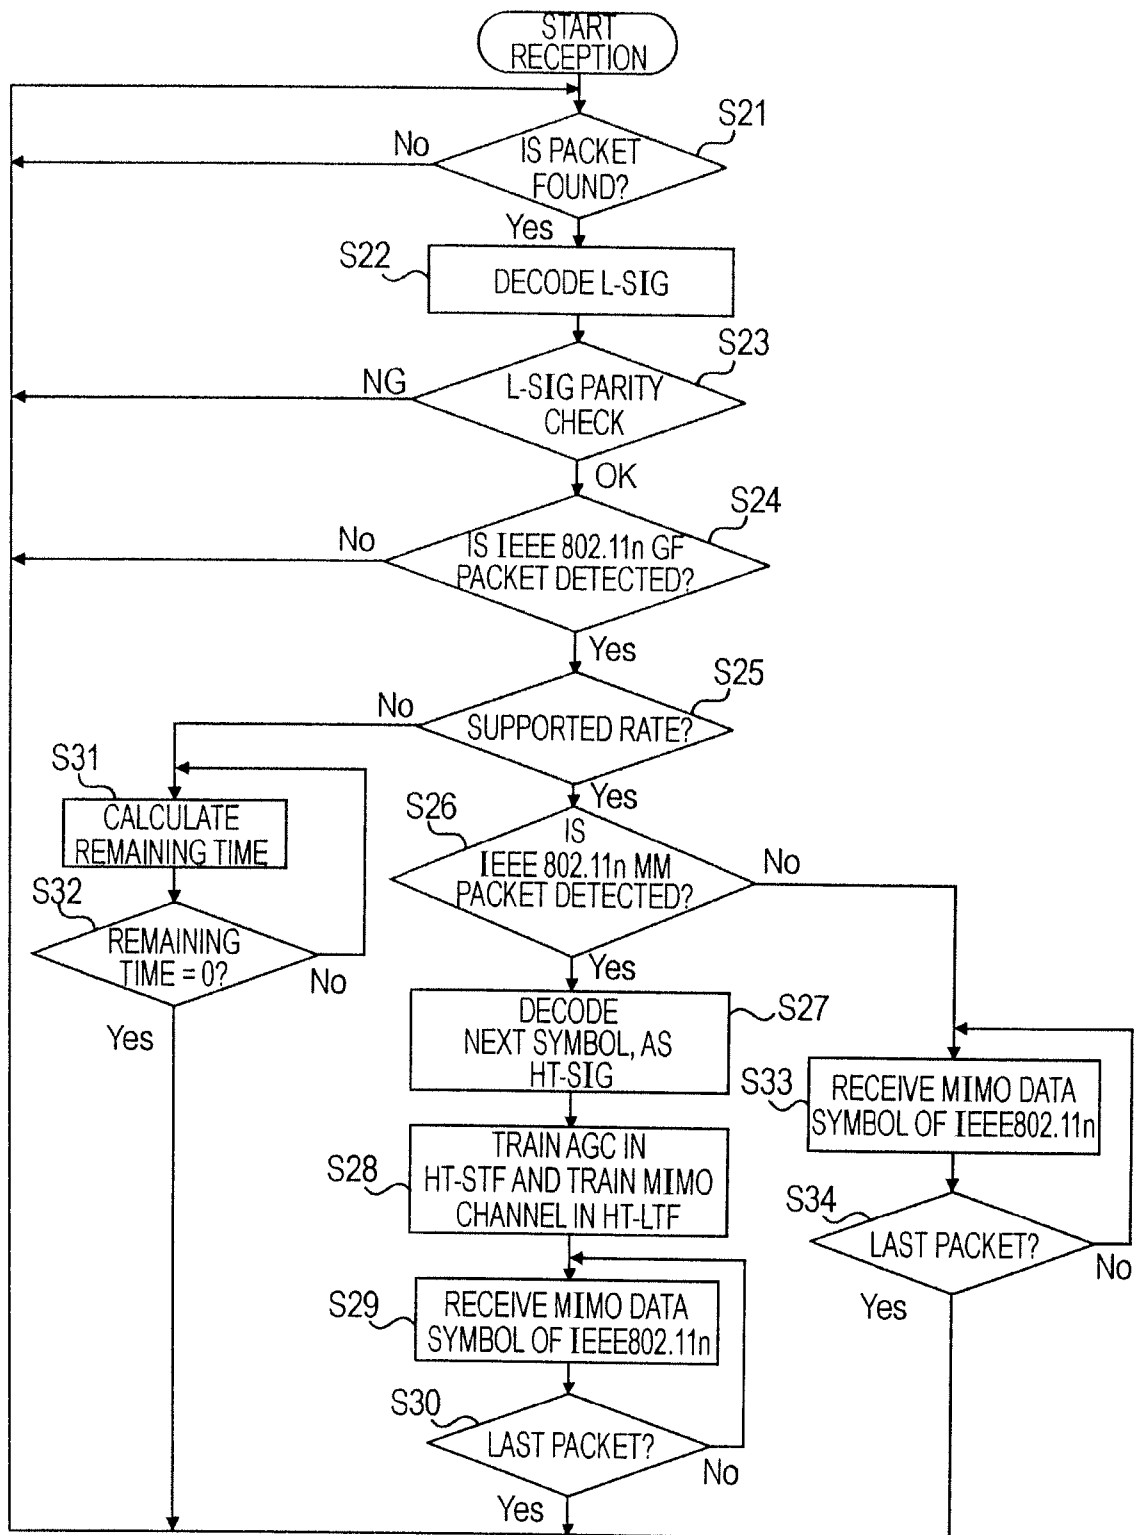 START
RECEPTION
S21
No
IS PACKET
FOUND?
Yes
S22
DECODE L-SIG
S23
NG
L-SIG PARITY
CHECK
OK
S24
No
IS IEEE 802.11n GF
PACKET DETECTED?
Yes
S25
No
SUPPORTED RATE?
Yes
S31
CALCULATE
REMAINING TIME
S32
REMAINING
TIME = 0?
No
Yes
S26
IS
IEEE 802.11n MM
PACKET DETECTED?
No
Yes
S27
DECODE
NEXT SYMBOL, AS
HT-SIG
S28
TRAIN AGC IN
HT-STF AND TRAIN MIMO
CHANNEL IN HT-LTF
S29
RECEIVE MIMO DATA
SYMBOL OF IEEE802.11n
S30
LAST PACKET?
No
Yes
S33
RECEIVE MIMO DATA
SYMBOL OF IEEE802.11n
S34
LAST PACKET?
No
Yes